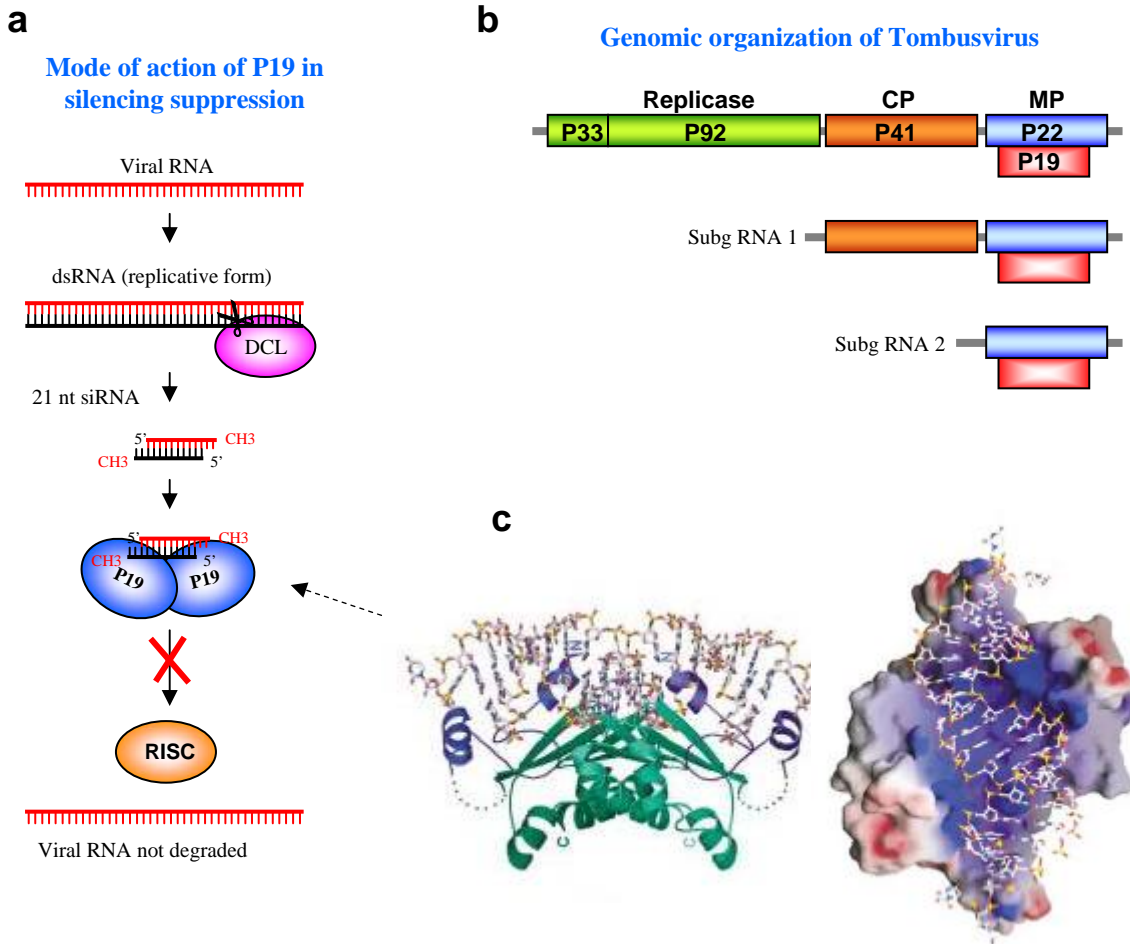 a
Mode of action of P19 in
silencing suppression
Viral RNA
dsRNA (replicative form)
DCL
21 nt siRNA
5'
CH3
CH3
5'
5'
CH3
CH3
5'
P19
P19
RISC
Viral RNA not degraded
b
Genomic organization of Tombusvirus
Replicase
CP
MP
P33
P92
P41
P22
P19
Subg RNA 1
Subg RNA 2
c
N
N
C
C